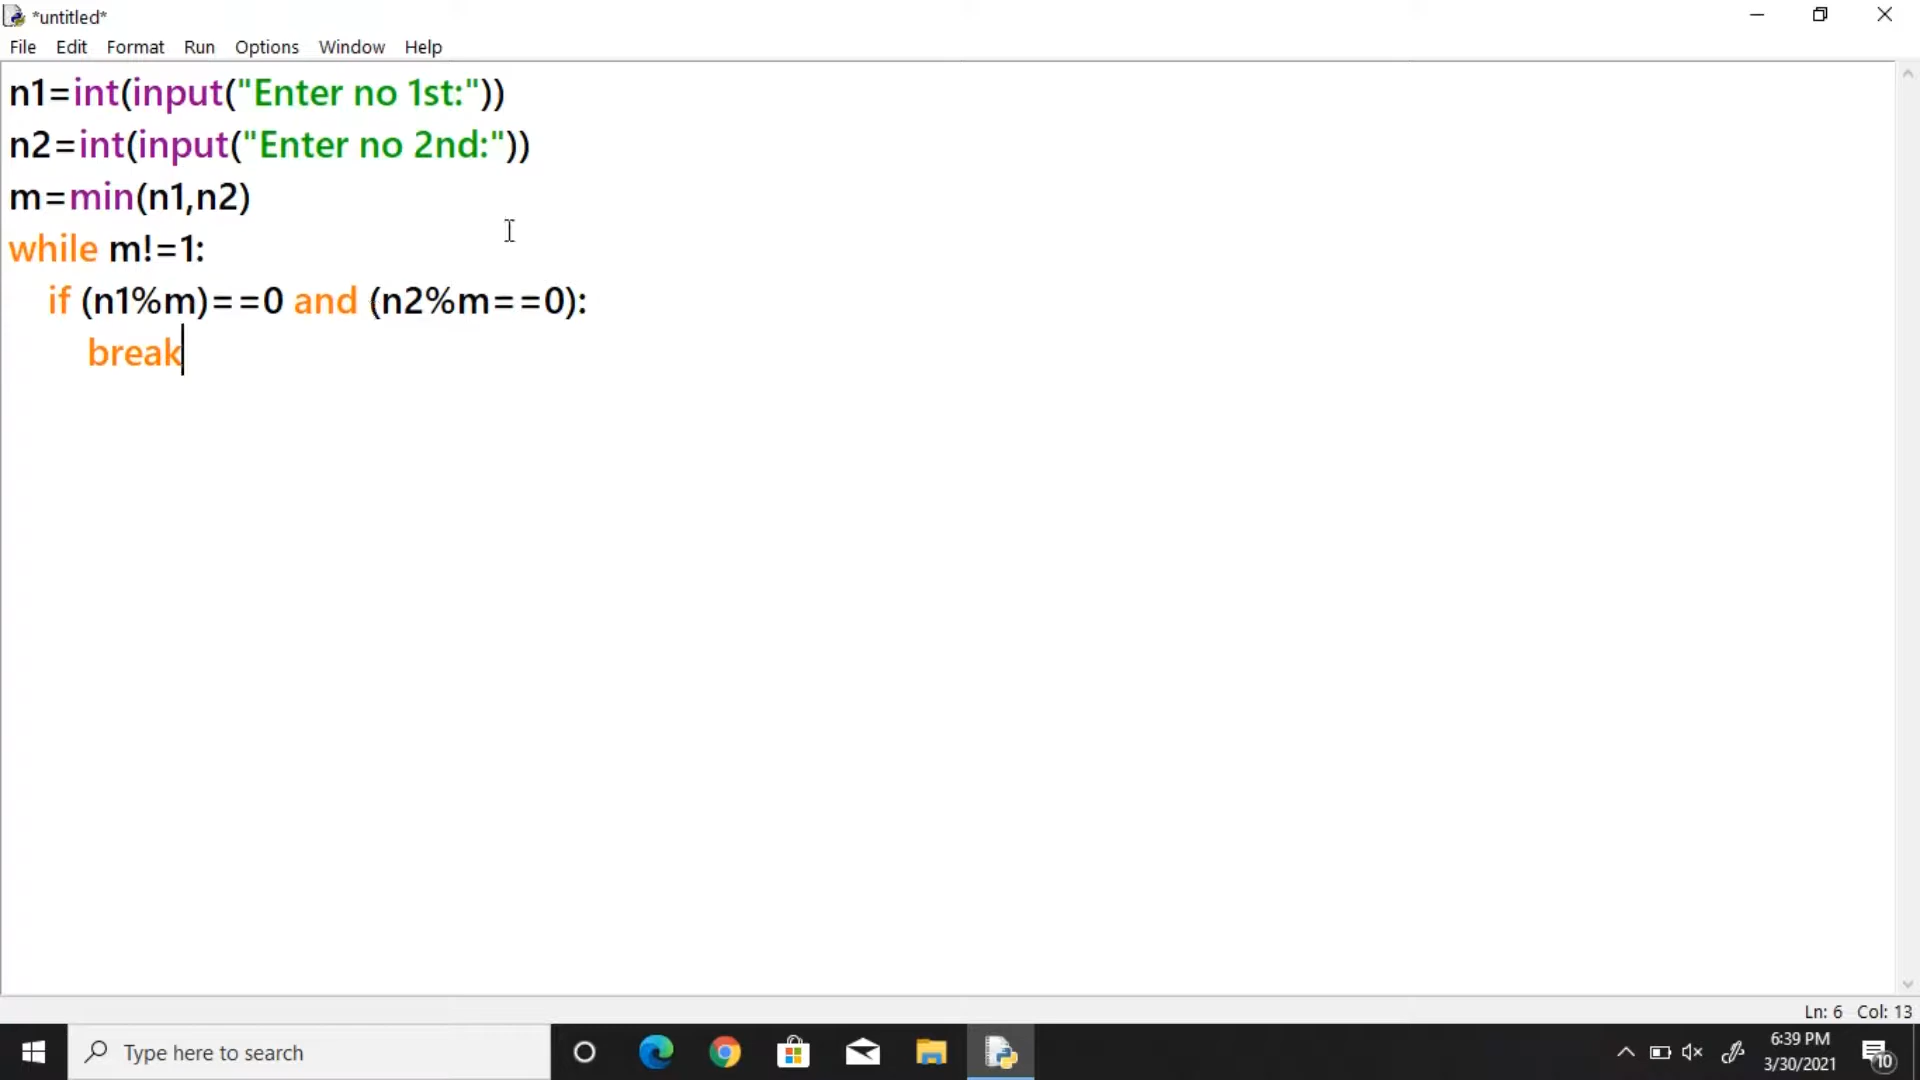 *untitled*
File Edit Format Run Options Window Help
n1=int(input("Enter no 1st:"))
n2=int(input("Enter no 2nd:"))
m=min(n1,n2)
while m!=1:
    if (n1%m)==0 and (n2%m==0):
        break
Ln: 6 Col: 13
Type here to search
6:39 PM
3/30/2021
10